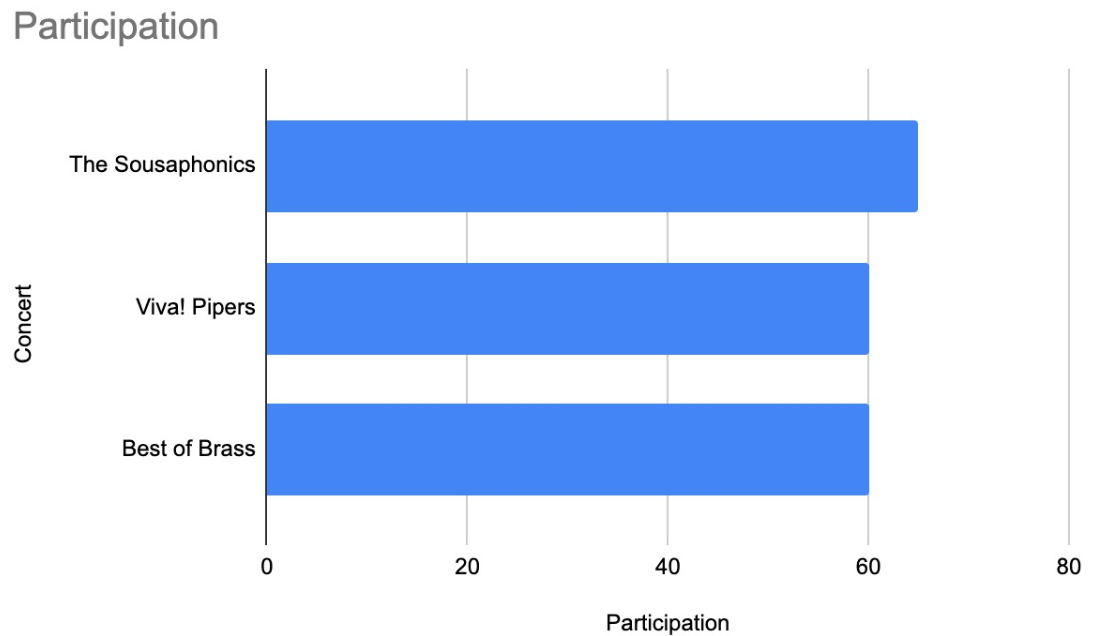 Participation
Concert
The Sousaphonics
Viva! Pipers
Best of Brass
0 20 40 60 80
Participation